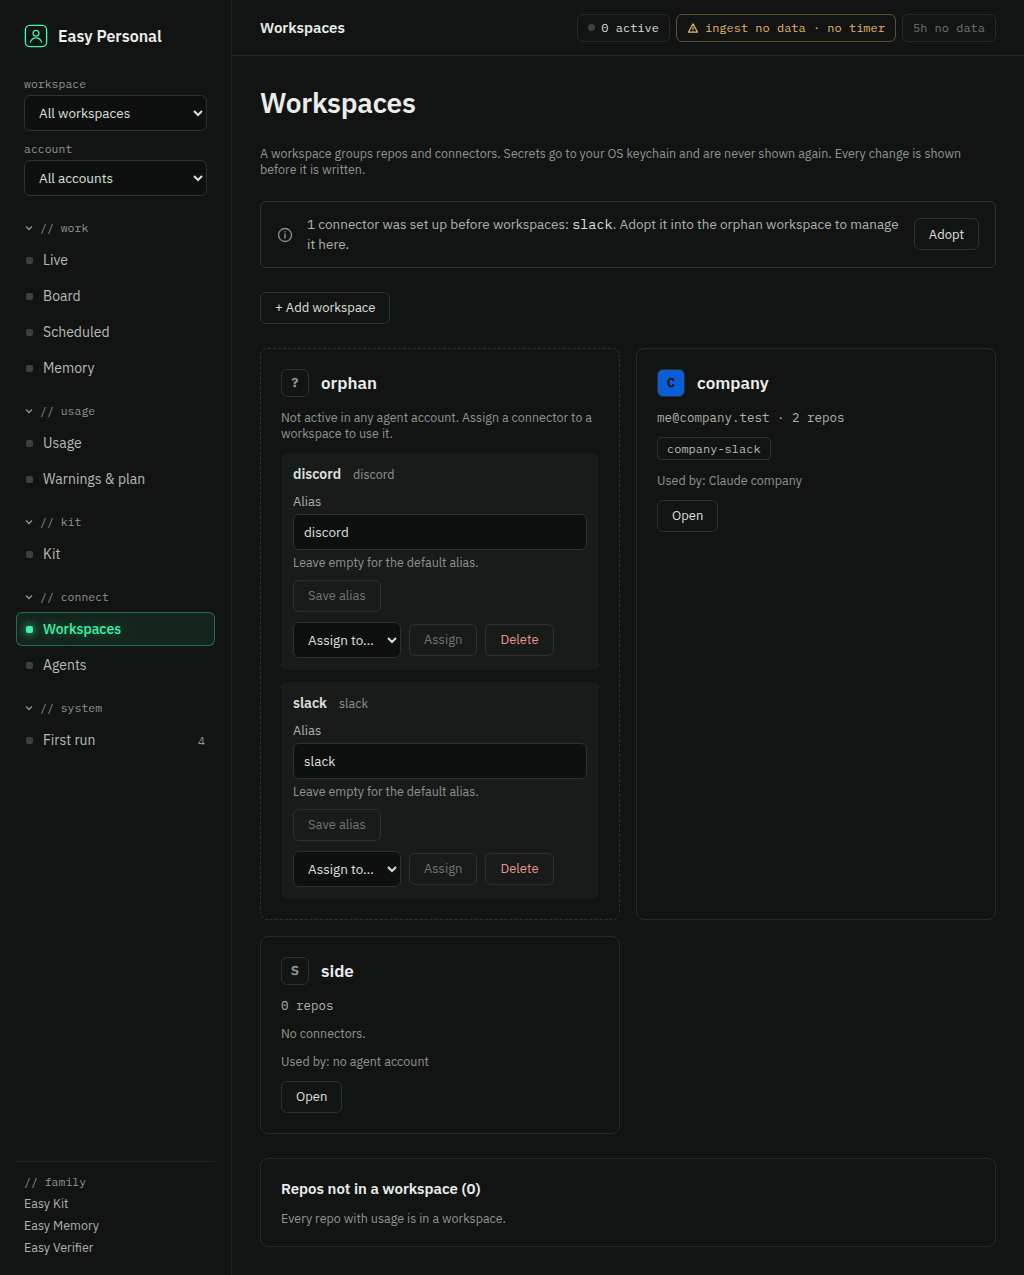 Easy Personal
workspace
All workspaces
account
All accounts
// work
Live
Board
Scheduled
Memory
// usage
Usage
Warnings & plan
// kit
Kit
// connect
Workspaces
Agents
// system
First run 4
// family
Easy Kit
Easy Memory
Easy Verifier
Workspaces
0 active
ingest no data · no timer
5h no data
Workspaces
A workspace groups repos and connectors. Secrets go to your OS keychain and are never shown again. Every change is shown
before it is written.
1 connector was set up before workspaces: slack. Adopt it into the orphan workspace to manage
it here.
Adopt
+ Add workspace
? orphan
Not active in any agent account. Assign a connector to a
workspace to use it.
discord discord
Alias
discord
Leave empty for the default alias.
Save alias
Assign to... Assign Delete
slack slack
Alias
slack
Leave empty for the default alias.
Save alias
Assign to... Assign Delete
C company
me@company.test · 2 repos
company-slack
Used by: Claude company
Open
S side
0 repos
No connectors.
Used by: no agent account
Open
Repos not in a workspace (0)
Every repo with usage is in a workspace.